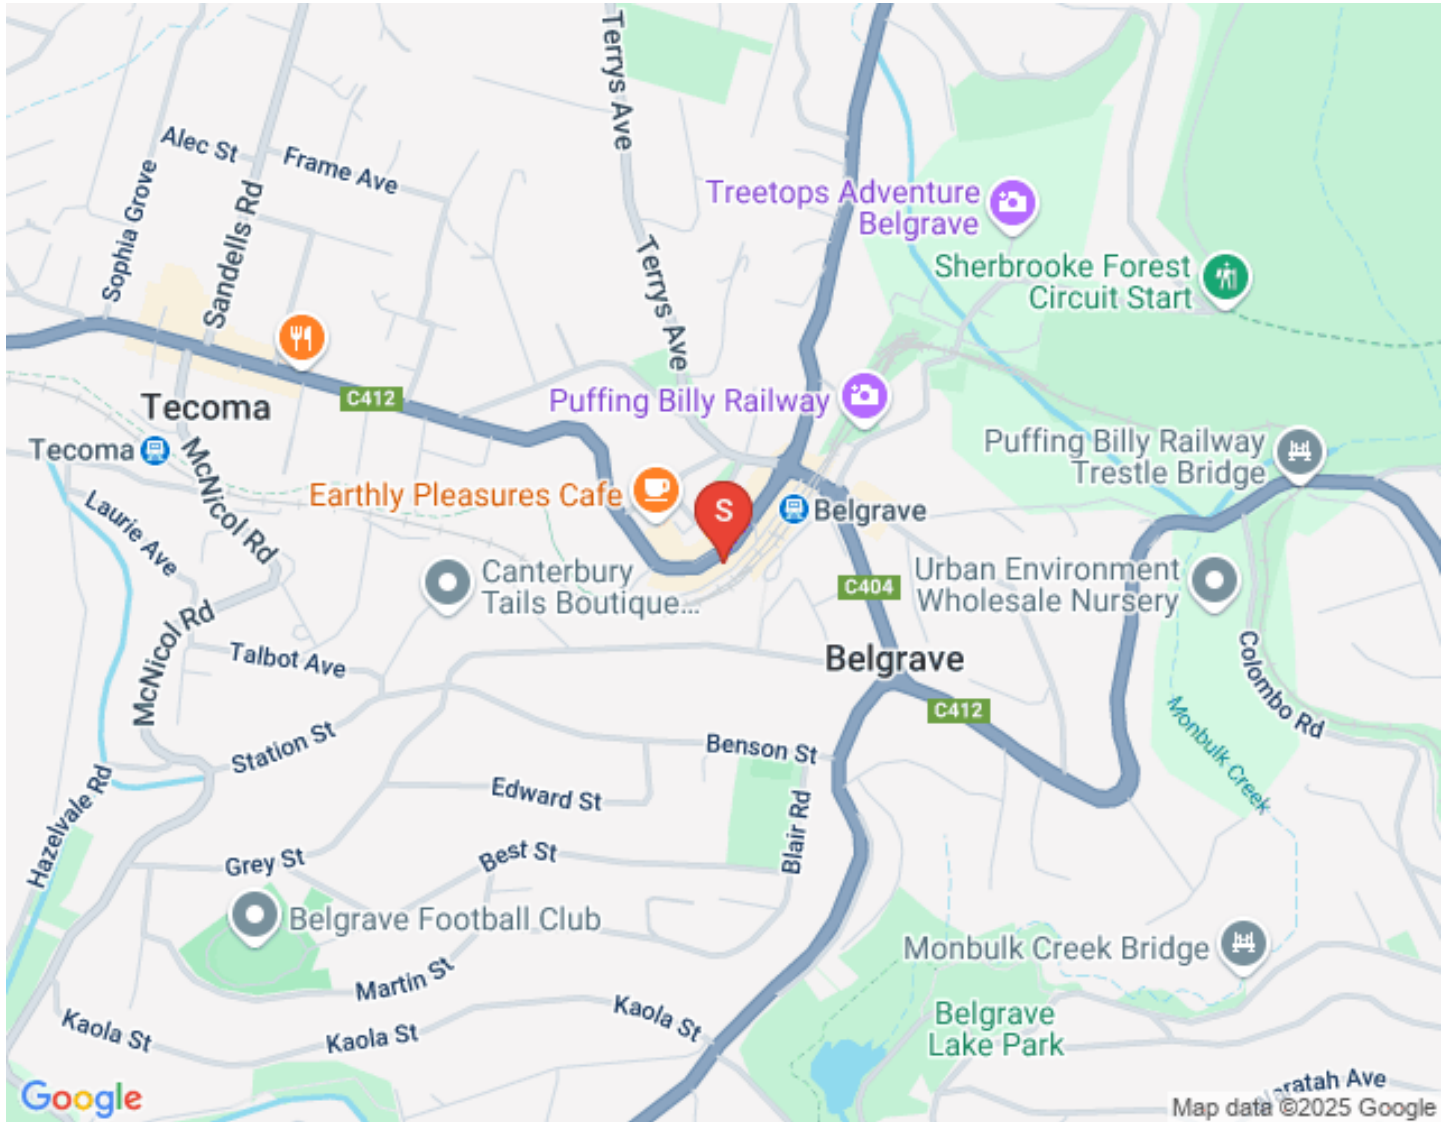 Terrys Ave
Alec St
Frame Ave
Sophia Grove
Sandells Rd
Treetops Adventure
Belgrave
Terrys Ave
Sherbrooke Forest
Circuit Start
C412
Tecoma
Puffing Billy Railway
Tecoma
McNicol Rd
Puffing Billy Railway
Trestle Bridge
Earthly Pleasures Cafe
S
Belgrave
Laurie Ave
Canterbury
Tails Boutique...
C404
Urban Environment
Wholesale Nursery
McNicol Rd
Talbot Ave
Belgrave
Colombo Rd
C412
Station St
Benson St
Monbulk Creek
Hazelvale Rd
Edward St
Blair Rd
Grey St
Best St
Belgrave Football Club
Monbulk Creek Bridge
Martin St
Kaola St
Kaola St
Kaola St
Belgrave
Lake Park
Google
Ave
Map data ©2025 Google